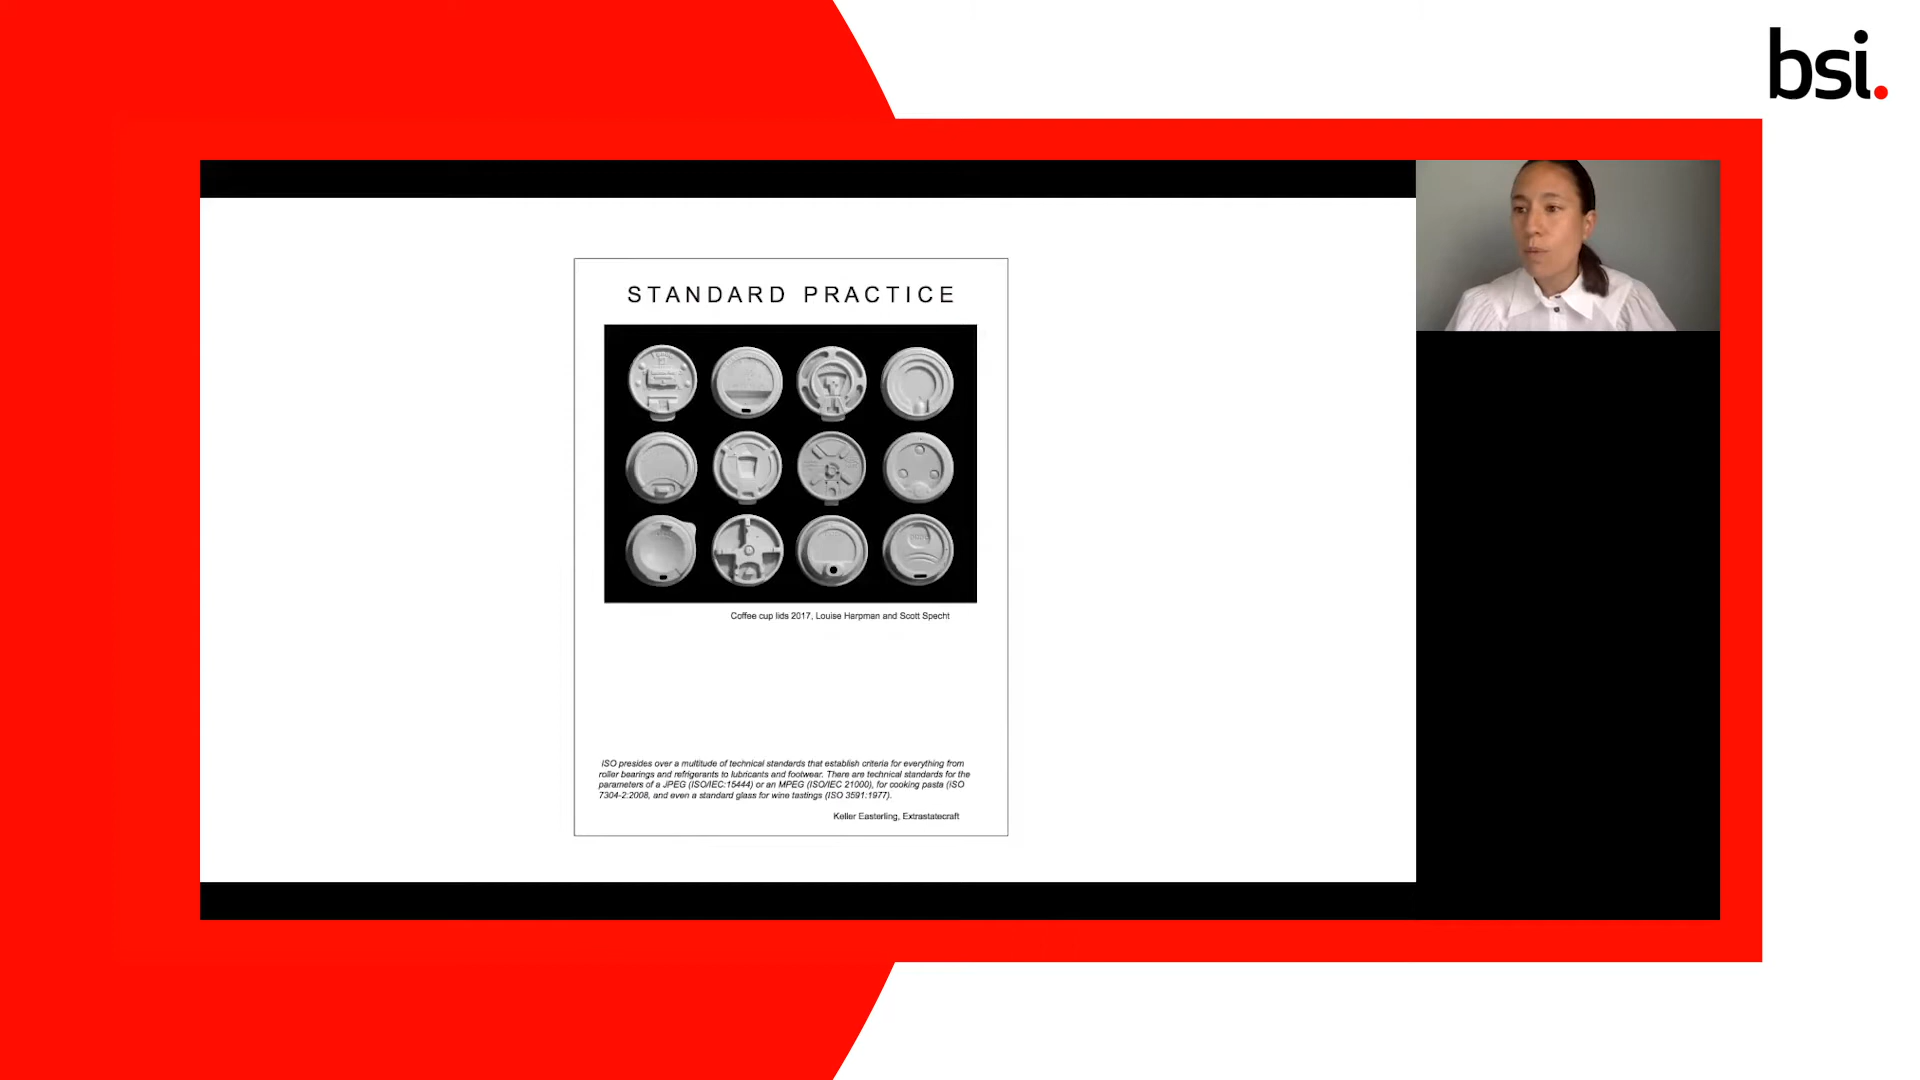 bsi.
STANDARD PRACTICE
Coffee cup lids 2017, Louise Harpman and Scott Specht
ISO presides over a multitude of technical standards that establish criteria for everything from
roller bearings and refrigerants to lubricants and footwear. There are technical standards for the
parameters of a JPEG (ISO/IEC:15444) or an MPEG (ISO/IEC 21000), for cooking pasta (ISO
7304-2:2008, and even a standard glass for wine tastings (ISO 3591:1977).
Keller Easterling, Extrastatecraft